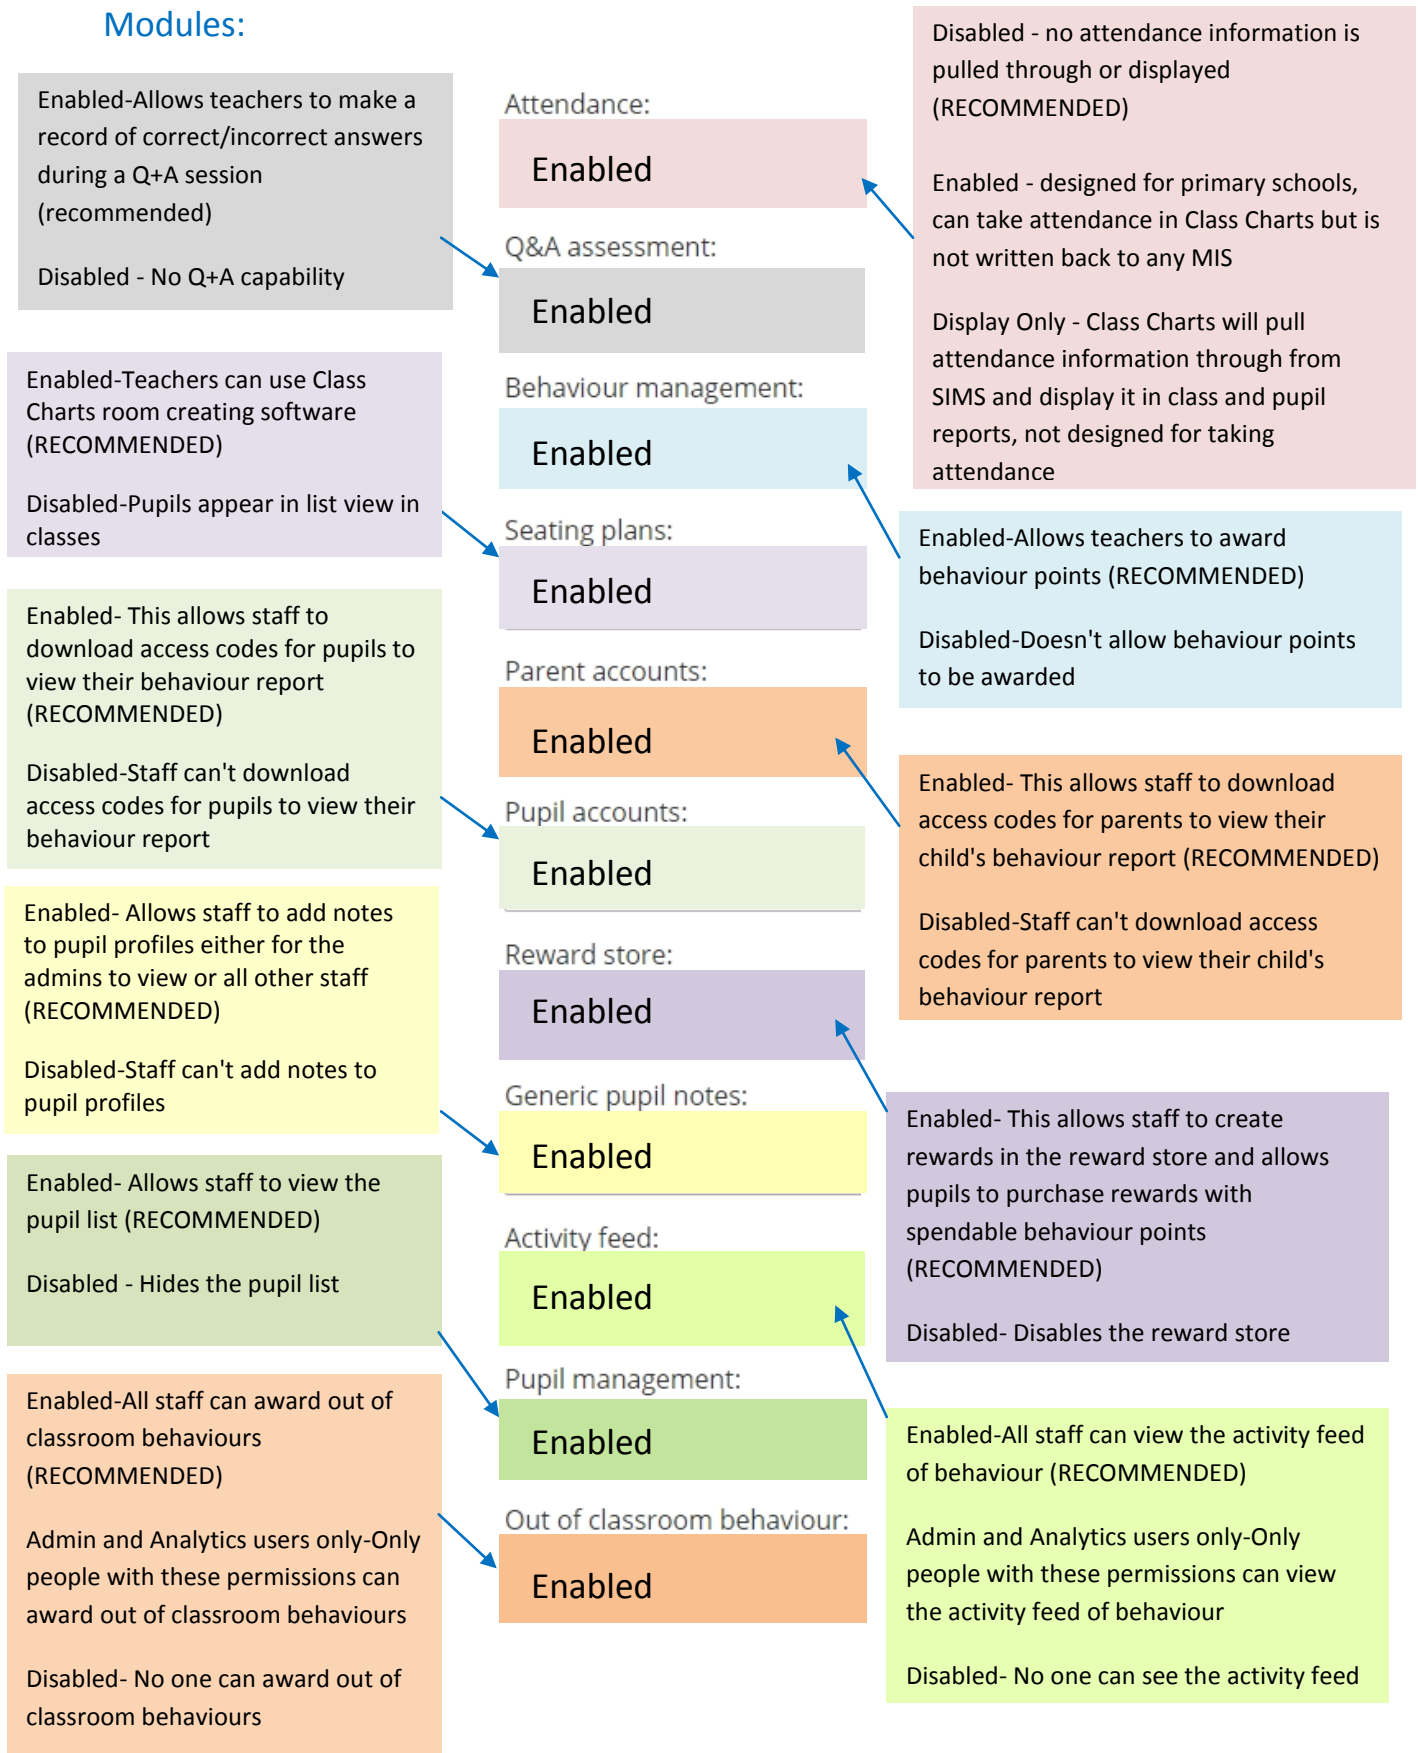 Modules:
Enabled-Allows teachers to make a
record of correct/incorrect answers
during a Q+A session
(recommended)
Disabled - No Q+A capability
Enabled-Teachers can use Class
Charts room creating software
(RECOMMENDED)
Disabled-Pupils appear in list view in
classes
Enabled- This allows staff to
download access codes for pupils to
view their behaviour report
(RECOMMENDED)
Disabled-Staff can't download
access codes for pupils to view their
behaviour report
Enabled- Allows staff to add notes
to pupil profiles either for the
admins to view or all other staff
(RECOMMENDED)
Disabled-Staff can't add notes to
pupil profiles
Enabled- Allows staff to view the
pupil list (RECOMMENDED)
Disabled - Hides the pupil list
Enabled-All staff can award out of
classroom behaviours
(RECOMMENDED)
Admin and Analytics users only-Only
people with these permissions can
award out of classroom behaviours
Disabled- No one can award out of
classroom behaviours
Attendance:
Enabled
Q&A assessment:
Enabled
Behaviour management:
Enabled
Seating plans:
Enabled
Parent accounts:
Enabled
Pupil accounts:
Enabled
Reward store:
Enabled
Generic pupil notes:
Enabled
Activity feed:
Enabled
Pupil management:
Enabled
Out of classroom behaviour:
Enabled
Disabled - no attendance information is
pulled through or displayed
(RECOMMENDED)
Enabled - designed for primary schools,
can take attendance in Class Charts but is
not written back to any MIS
Display Only - Class Charts will pull
attendance information through from
SIMS and display it in class and pupil
reports, not designed for taking
attendance
Enabled-Allows teachers to award
behaviour points (RECOMMENDED)
Disabled-Doesn't allow behaviour points
to be awarded
Enabled- This allows staff to download
access codes for parents to view their
child's behaviour report (RECOMMENDED)
Disabled-Staff can't download access
codes for parents to view their child's
behaviour report
Enabled- This allows staff to create
rewards in the reward store and allows
pupils to purchase rewards with
spendable behaviour points
(RECOMMENDED)
Disabled- Disables the reward store
Enabled-All staff can view the activity feed
of behaviour (RECOMMENDED)
Admin and Analytics users only-Only
people with these permissions can view
the activity feed of behaviour
Disabled- No one can see the activity feed